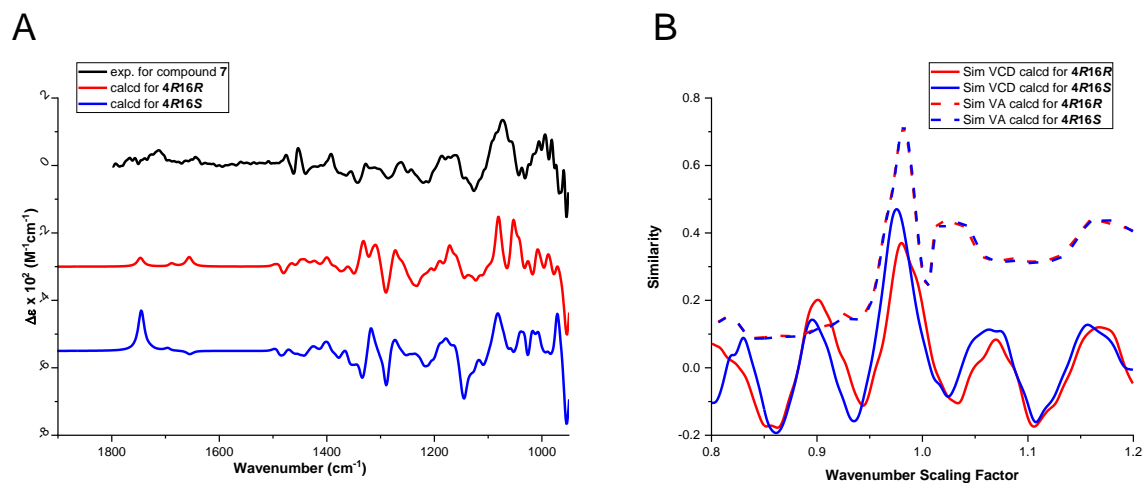 A
exp. for compound 7
calcd for 4R16R
calcd for 4R16S
2
0
2
4
6
8
Δε x 10² (M⁻¹cm⁻¹)
1800
1600
1400
1200
1000
Wavenumber (cm⁻¹)
B
Sim VCD calcd for 4R16R
Sim VCD calcd for 4R16S
Sim VA calcd for 4R16R
Sim VA calcd for 4R16S
0.8
0.6
0.4
0.2
0.0
-0.2
Similarity
0.8
0.9
1.0
1.1
1.2
Wavenumber Scaling Factor